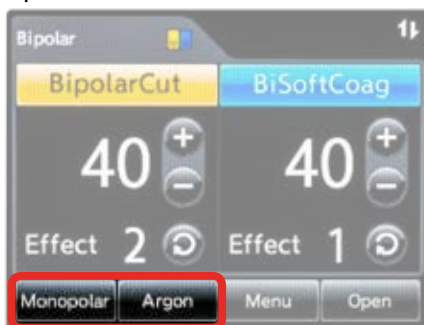 Bipolar
BipolarCut BiSoftCoag
40 + 40 +
− −
Effect 2 Effect 1
Monopolar Argon Menu Open